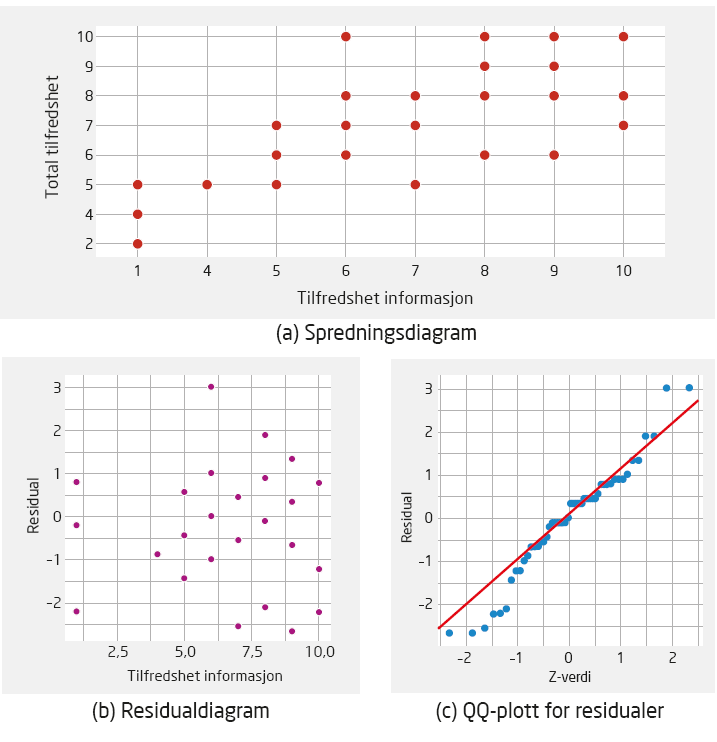 Total tilfredshet
10
9
8
7
6
5
4
2
1 4 5 6 7 8 9 10
Tilfredshet informasjon
(a) Spredningsdiagram
Residual
3
2
1
0
−1
−2
2,5 5,0 7,5 10,0
Tilfredshet informasjon
(b) Residualdiagram
Residual
3
2
1
0
−1
−2
−2 −1 0 1 2
Z-verdi
(c) QQ-plott for residualer